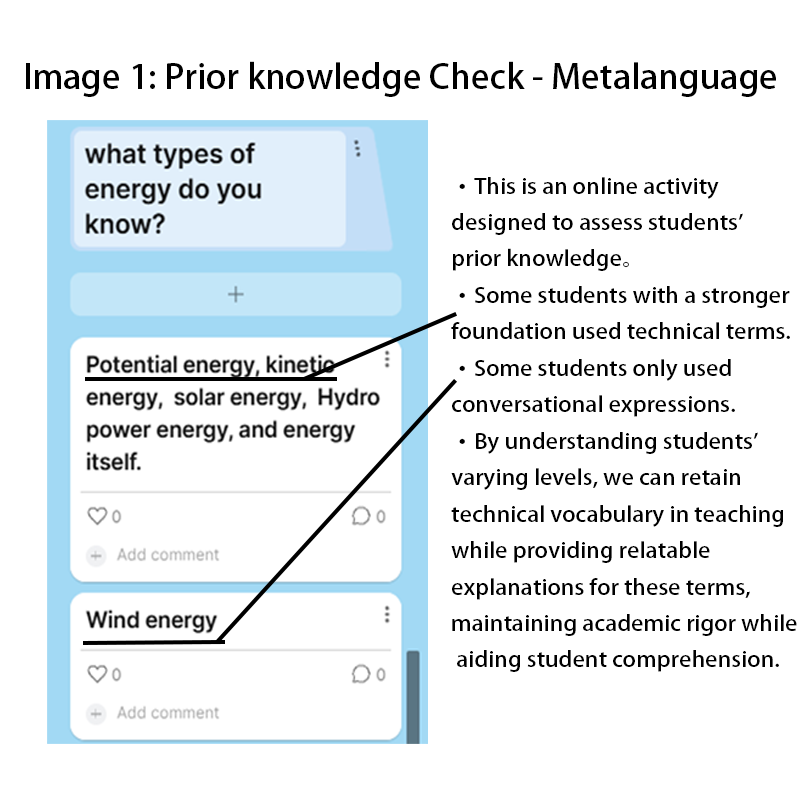 Image 1: Prior knowledge Check - Metalanguage
what types of
energy do you
know?
+
Potential energy, kinetic
energy, solar energy, Hydro
power energy, and energy
itself.
0
0
+ Add comment
Wind energy
0
0
+ Add comment
・This is an online activity
designed to assess students’
prior knowledge。
・Some students with a stronger
foundation used technical terms.
・Some students only used
conversational expressions.
・By understanding students’
varying levels, we can retain
technical vocabulary in teaching
while providing relatable
explanations for these terms,
maintaining academic rigor while
aiding student comprehension.